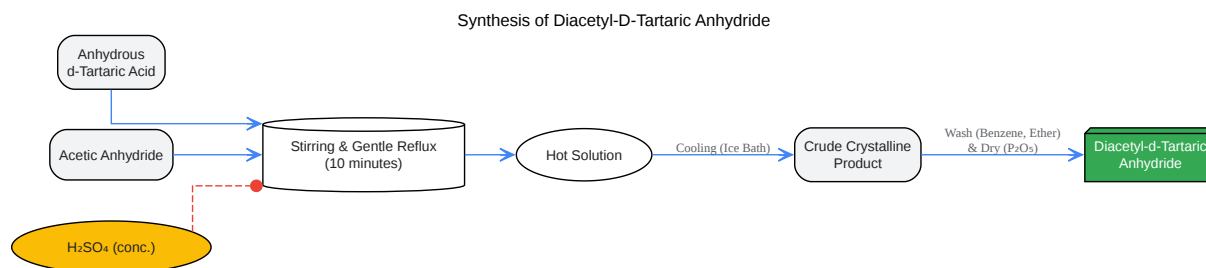 Synthesis of Diacetyl-D-Tartaric Anhydride
Anhydrous
d-Tartaric Acid
Acetic Anhydride
H₂SO₄ (conc.)
Stirring & Gentle Reflux
(10 minutes)
Hot Solution
Cooling (Ice Bath)
Crude Crystalline
Product
Wash (Benzene, Ether)
& Dry (P₂O₅)
Diacetyl-d-Tartaric
Anhydride